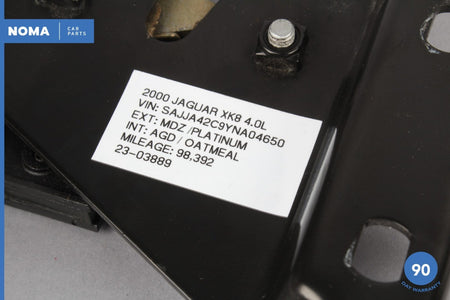 NOMA
CAR
PARTS
2000 JAGUAR XK8 4.0L
VIN: SAJJA42C9YNA04650
EXT: MDZ /PLATINUM
INT: AGD / OATMEAL
MILEAGE: 98,392
23-03889
90
DAY WARRANTY